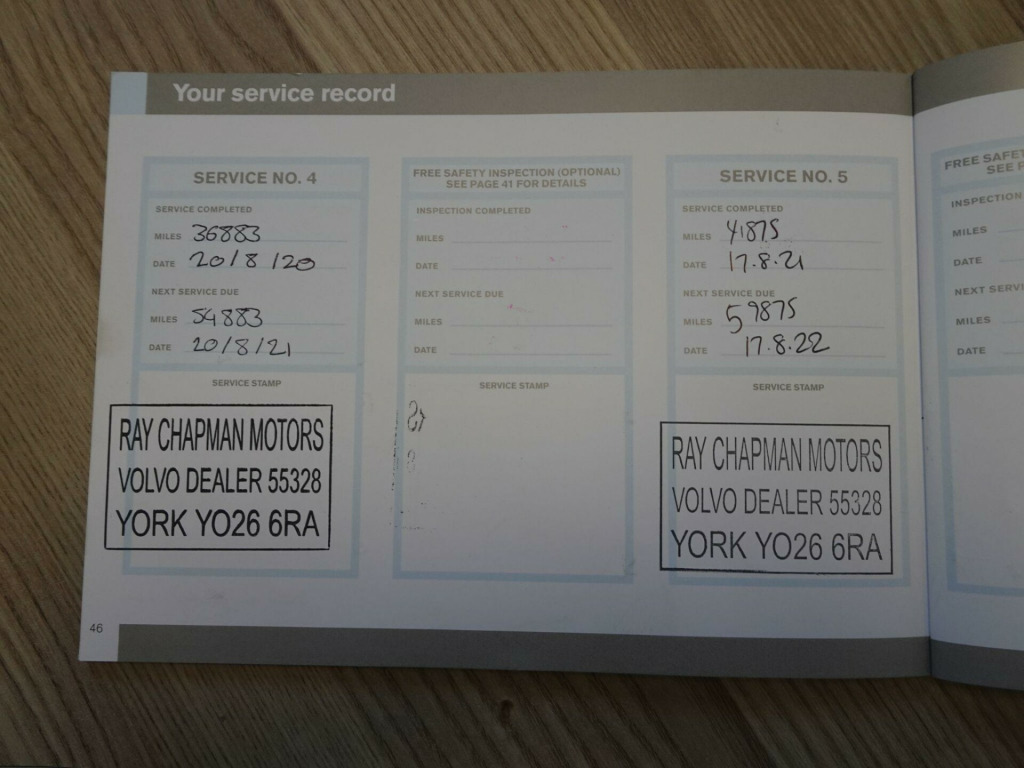 Your service record
SERVICE NO. 4
SERVICE COMPLETED
MILES 36883
DATE 20/8/20
NEXT SERVICE DUE
MILES 54883
DATE 20/8/21
SERVICE STAMP
RAY CHAPMAN MOTORS
VOLVO DEALER 55328
YORK YO26 6RA
FREE SAFETY INSPECTION (OPTIONAL)
SEE PAGE 41 FOR DETAILS
INSPECTION COMPLETED
MILES
DATE
NEXT SERVICE DUE
MILES
DATE
SERVICE STAMP
SERVICE NO. 5
SERVICE COMPLETED
MILES 41875
DATE 17.8.21
NEXT SERVICE DUE
MILES 59875
DATE 17.8.22
SERVICE STAMP
RAY CHAPMAN MOTORS
VOLVO DEALER 55328
YORK YO26 6RA
46
FREE SAFE
SEE
INSPECTION
MILES
DATE
NEXT SERV
MILES
DATE